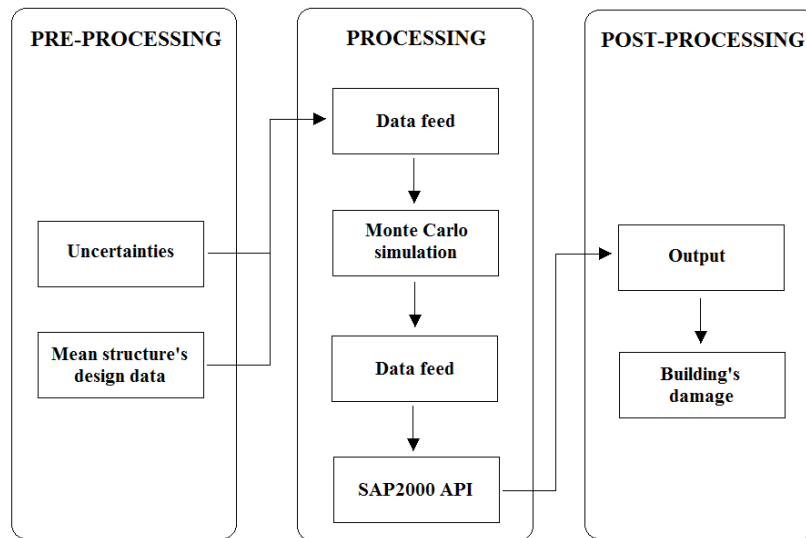 PRE-PROCESSING
Uncertainties
Mean structure's
design data
PROCESSING
Data feed
Monte Carlo
simulation
Data feed
SAP2000 API
POST-PROCESSING
Output
Building's
damage